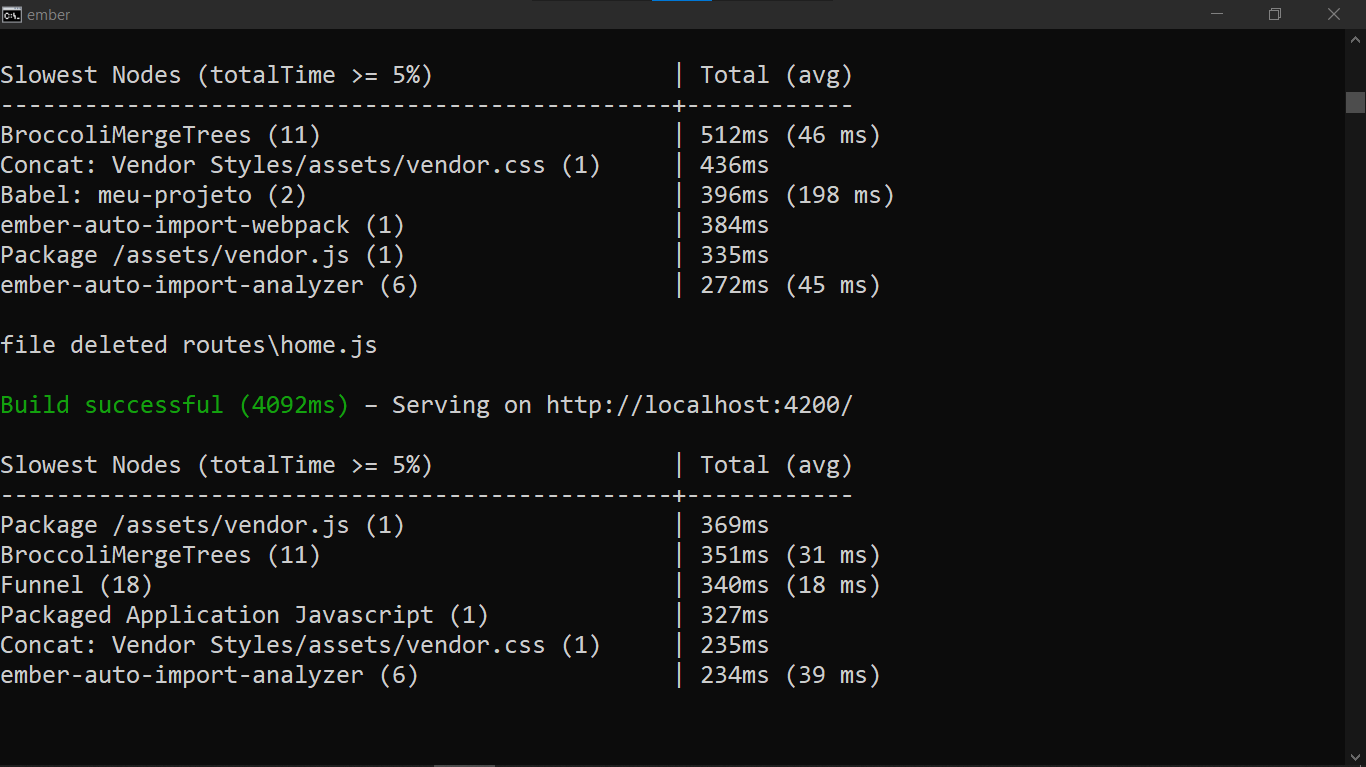 ember
Slowest Nodes (totalTime >= 5%) | Total (avg)
------------------------------------------------+------------
BroccoliMergeTrees (11) | 512ms (46 ms)
Concat: Vendor Styles/assets/vendor.css (1) | 436ms
Babel: meu-projeto (2) | 396ms (198 ms)
ember-auto-import-webpack (1) | 384ms
Package /assets/vendor.js (1) | 335ms
ember-auto-import-analyzer (6) | 272ms (45 ms)
file deleted routes\home.js
Build successful (4092ms) – Serving on http://localhost:4200/
Slowest Nodes (totalTime >= 5%) | Total (avg)
------------------------------------------------+------------
Package /assets/vendor.js (1) | 369ms
BroccoliMergeTrees (11) | 351ms (31 ms)
Funnel (18) | 340ms (18 ms)
Packaged Application Javascript (1) | 327ms
Concat: Vendor Styles/assets/vendor.css (1) | 235ms
ember-auto-import-analyzer (6) | 234ms (39 ms)